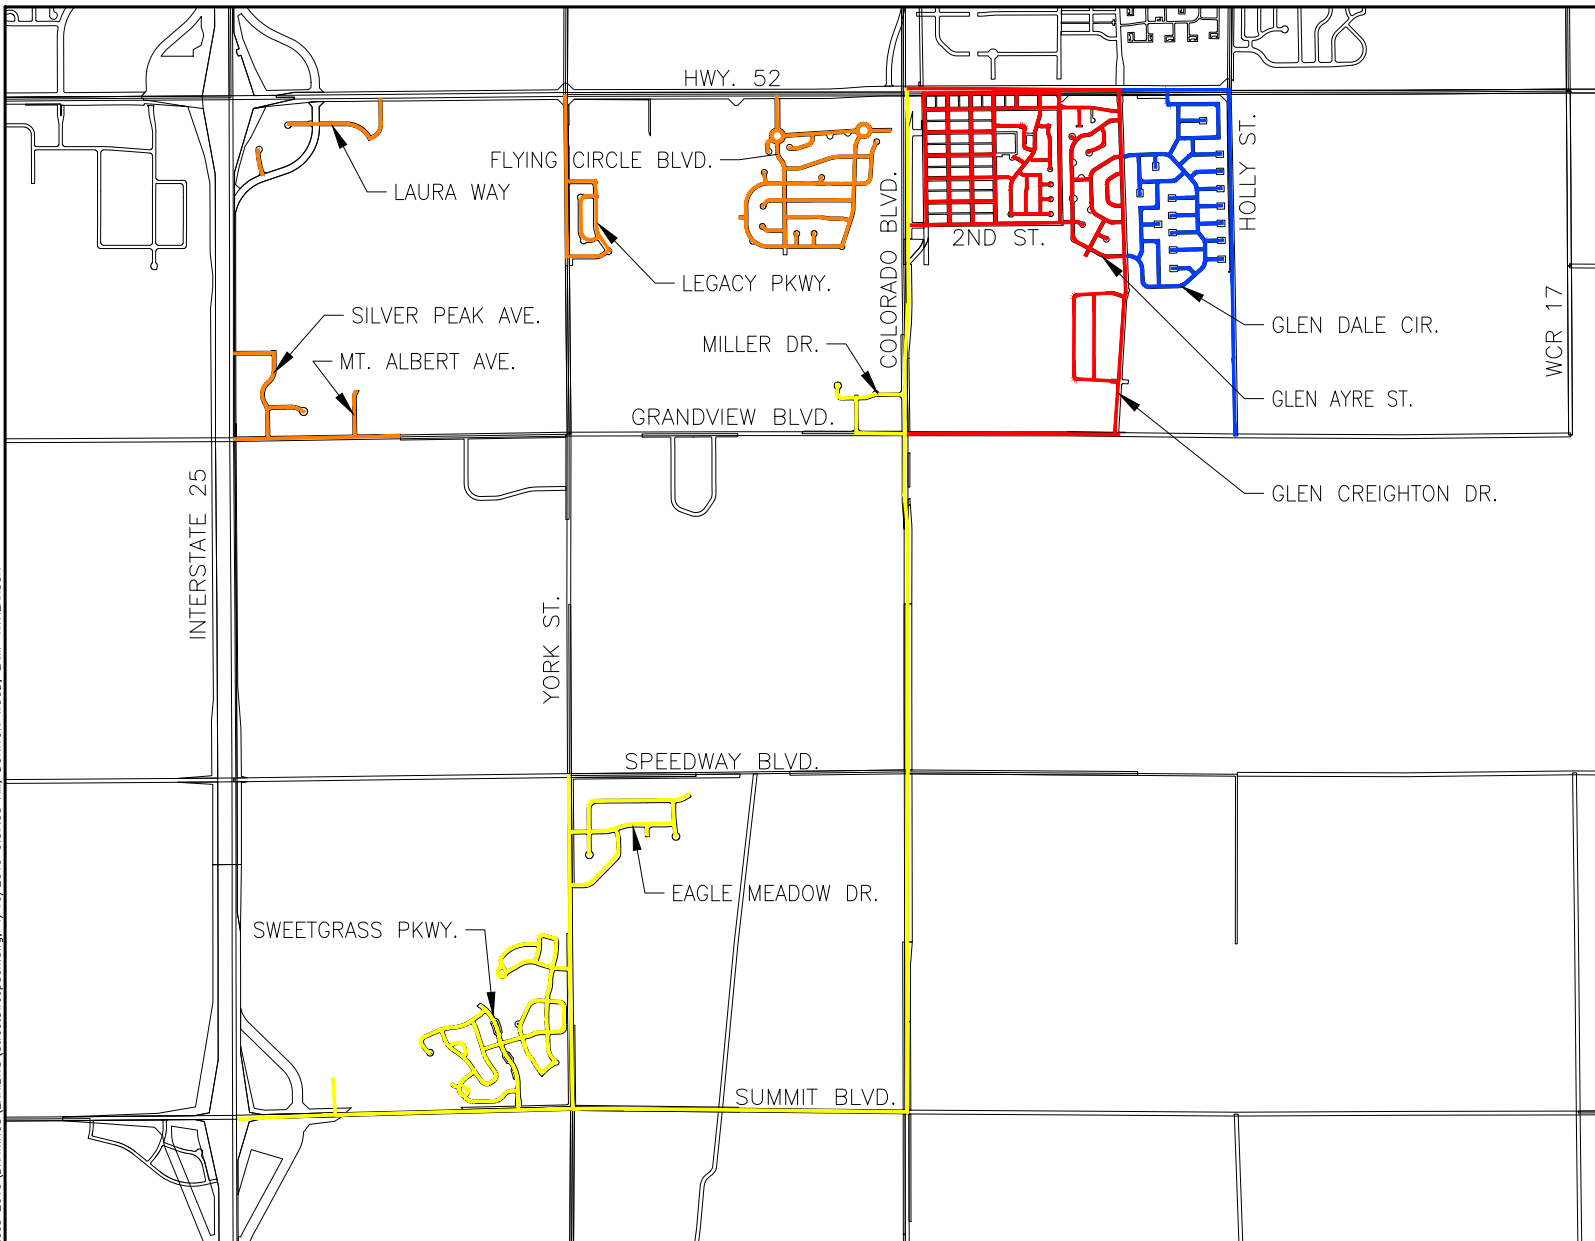 HWY. 52
FLYING CIRCLE BLVD.
LAURA WAY
COLORADO BLVD.
HOLLY ST.
2ND ST.
LEGACY PKWY.
SILVER PEAK AVE.
MT. ALBERT AVE.
MILLER DR.
GLEN DALE CIR.
WCR 17
GLEN AYRE ST.
GRANDVIEW BLVD.
GLEN CREIGHTON DR.
INTERSTATE 25
YORK ST.
SPEEDWAY BLVD.
EAGLE MEADOW DR.
SWEETGRASS PKWY.
SUMMIT BLVD.